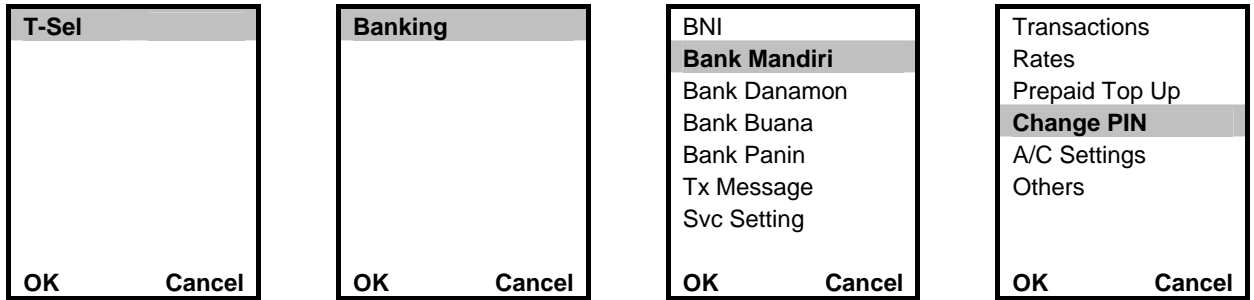 T-Sel
OK Cancel
Banking
OK Cancel
BNI
Bank Mandiri
Bank Danamon
Bank Buana
Bank Panin
Tx Message
Svc Setting
OK Cancel
Transactions
Rates
Prepaid Top Up
Change PIN
A/C Settings
Others
OK Cancel